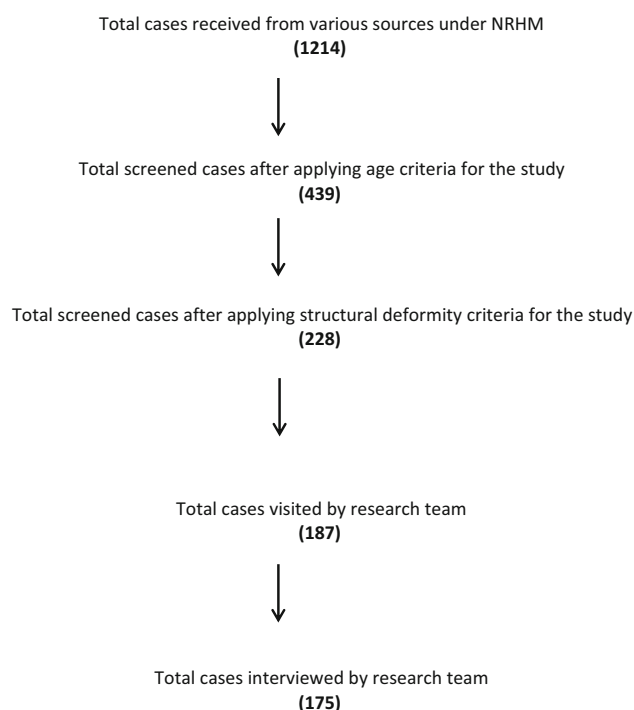 Total cases received from various sources under NRHM
(1214)
Total screened cases after applying age criteria for the study
(439)
Total screened cases after applying structural deformity criteria for the study
(228)
Total cases visited by research team
(187)
Total cases interviewed by research team
(175)